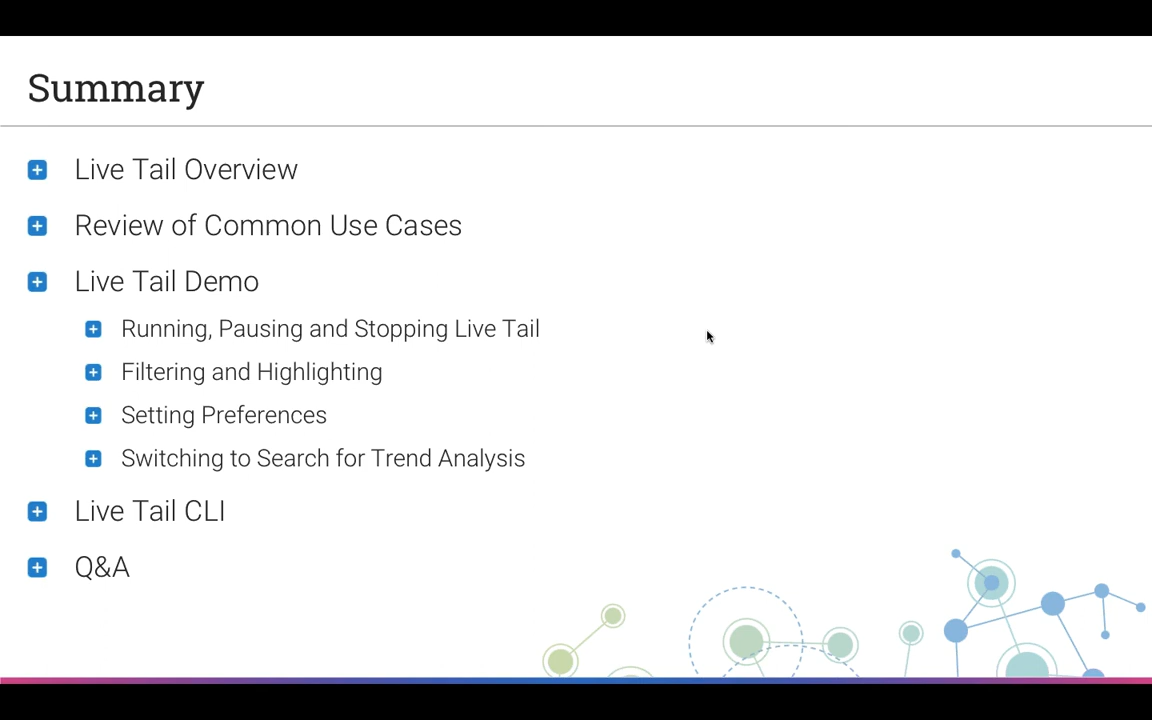 Summary
Live Tail Overview
Review of Common Use Cases
Live Tail Demo
Running, Pausing and Stopping Live Tail
Filtering and Highlighting
Setting Preferences
Switching to Search for Trend Analysis
Live Tail CLI
Q&A